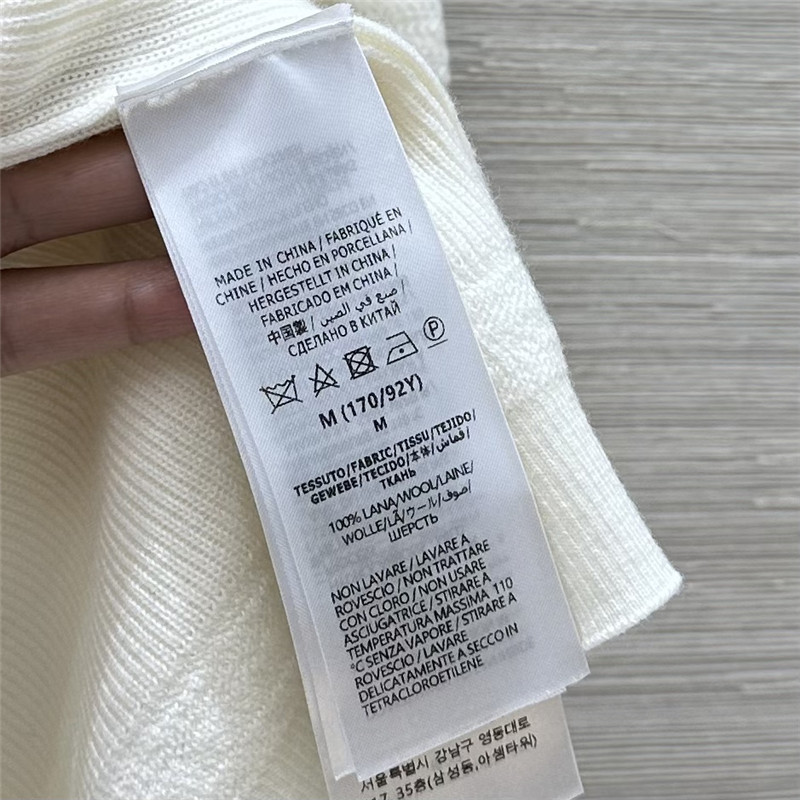 MADE IN CHINA / FABRIQUÉ EN
CHINE / HECHO EN PORCELLANA /
HERGESTELLT IN CHINA /
FABRICADO EM CHINA /
中国製 / صنع في الصين /
СДЕЛАНО В КИТАЙ
P
M (170/92Y)
M
TESSUTO/FABRIC/TISSU/TEJIDO/
GEWEBE/TECIDO/本体/قماش/
ТКАНЬ
100% LANA/WOOL/LAINE/
WOLLE/LÃ/ウール/صوف/
ШЕРСТЬ
NON LAVARE / LAVARE A
ROVESCIO / NON TRATTARE
CON CLORO / NON USARE
ASCIUGATRICE / STIRARE A
TEMPERATURA MASSIMA 110
°C SENZA VAPORE / STIRARE A
ROVESCIO / LAVARE
DELICATAMENTE A SECCO IN
TETRACLOROETILENE
서울특별시 강남구 영동대로
35층(삼성동,아셈타워)